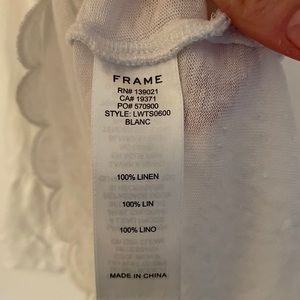 FRAME
RN# 139021
CA# 19371
PO# 570900
STYLE: LWTS0600
BLANC
100% LINEN
100% LIN
100% LINO
MADE IN CHINA